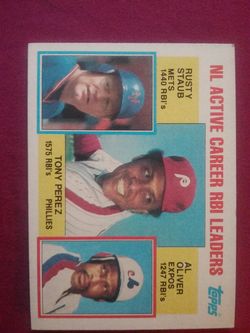 NL ACTIVE CAREER RBI LEADERS
TOPPS
RUSTY
STAUB
METS
1440 RBI's
TONY PEREZ
1575 RBI's
PHILLIES
AL
OLIVER
EXPOS
1247 RBI's